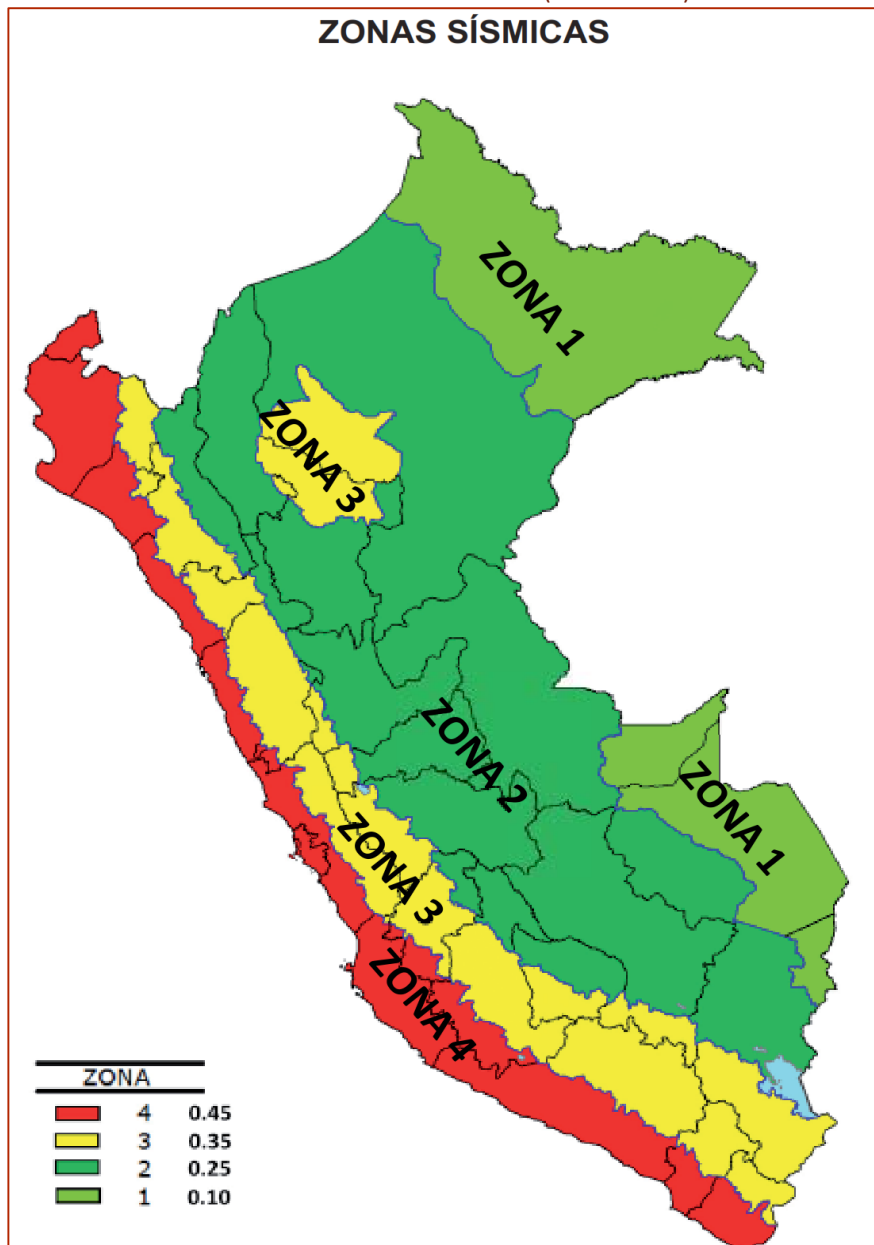 ZONAS SÍSMICAS
ZONA 1
ZONA 3
ZONA 2
ZONA 1
ZONA 3
ZONA 4
ZONA
4 0.45
3 0.35
2 0.25
1 0.10